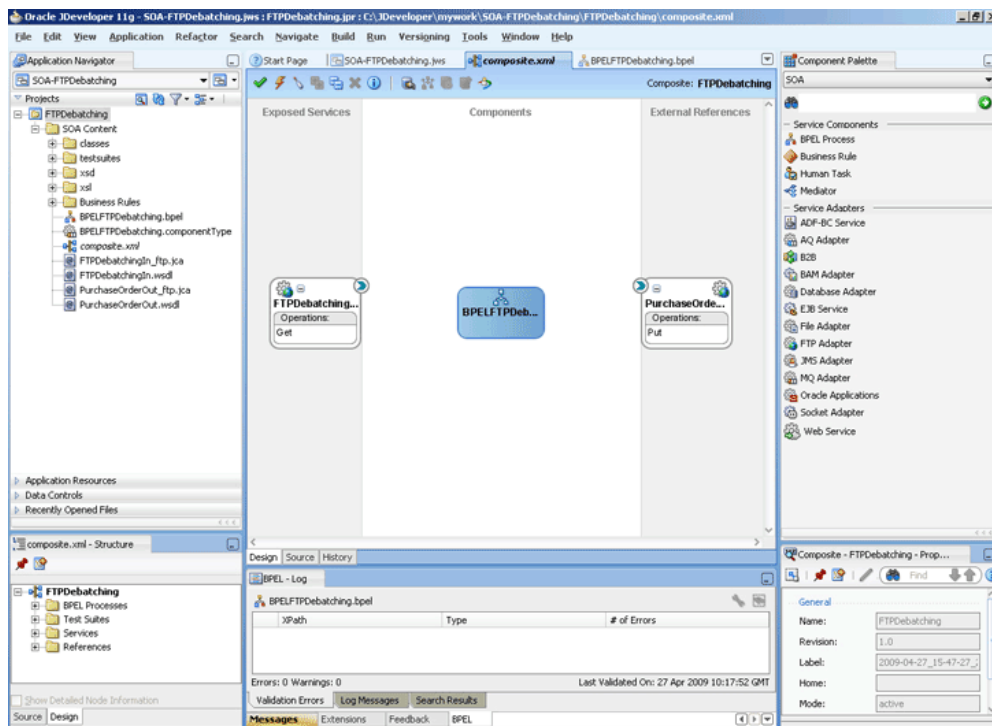 Oracle JDeveloper 11g - SOA-FTPDebatching.jws : FTPDebatching.jpr : C:\JDeveloper\mywork\SOA-FTPDebatching\FTPDebatching\composite.xml
File Edit View Application Refactor Search Navigate Build Run Versioning Tools Window Help
Application Navigator
SOA-FTPDebatching
Projects
FTPDebatching
SOA Content
classes
testsuites
xsd
xsl
Business Rules
BPELFTPDebatching.bpel
BPELFTPDebatching.componentType
composite.xml
FTPDebatchingIn_ftp.jca
FTPDebatchingIn.wsdl
PurchaseOrderOut_ftp.jca
PurchaseOrderOut.wsdl
Application Resources
Data Controls
Recently Opened Files
composite.xml - Structure
FTPDebatching
BPEL Processes
Test Suites
Services
References
Show Detailed Node Information
Source Design
Start Page SOA-FTPDebatching.jws composite.xml BPELFTPDebatching.bpel
Composite: FTPDebatching
Exposed Services Components External References
FTPDebatching...
Operations:
Get
BPELFTPDeb...
PurchaseOrde...
Operations:
Put
Design Source History
BPEL - Log
BPELFTPDebatching.bpel
XPath Type # of Errors
Errors: 0 Warnings: 0 Last Validated On: 27 Apr 2009 10:17:52 GMT
Validation Errors Log Messages Search Results
Messages Extensions Feedback BPEL
Component Palette
SOA
Service Components
BPEL Process
Business Rule
Human Task
Mediator
Service Adapters
ADF-BC Service
AQ Adapter
B2B
BAM Adapter
Database Adapter
EJB Service
File Adapter
FTP Adapter
JMS Adapter
MQ Adapter
Oracle Applications
Socket Adapter
Web Service
Composite - FTPDebatching - Prop...
Find
General
Name: FTPDebatching
Revision: 1.0
Label: 2009-04-27_15-47-27_
Home:
Mode: active